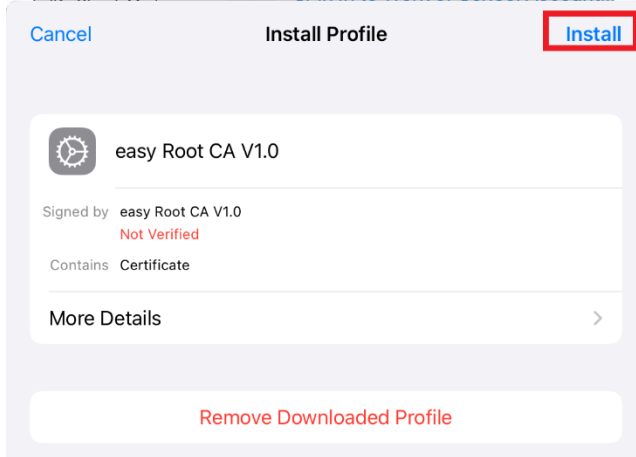 Cancel
Install Profile
Install
easy Root CA V1.0
Signed by easy Root CA V1.0
Not Verified
Contains Certificate
More Details
Remove Downloaded Profile